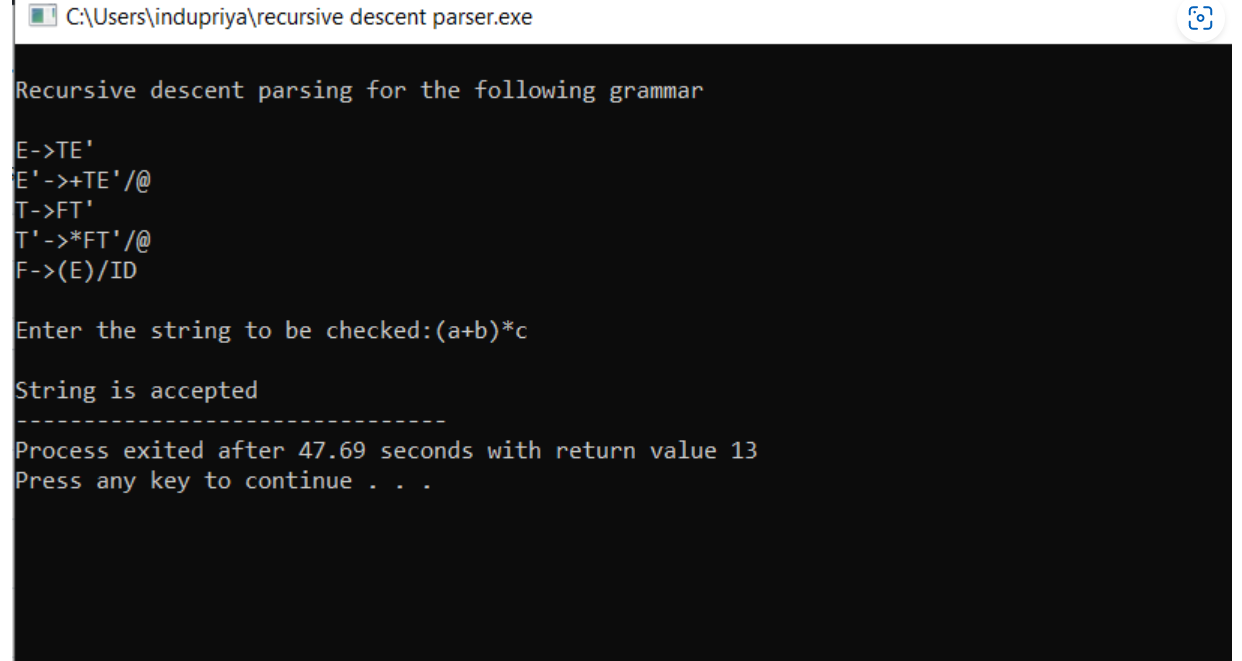 C:\Users\indupriya\recursive descent parser.exe
Recursive descent parsing for the following grammar
E->TE'
E'->+TE'/@
T->FT'
T'->*FT'/@
F->(E)/ID
Enter the string to be checked:(a+b)*c
String is accepted
--------------------------------
Process exited after 47.69 seconds with return value 13
Press any key to continue . . .